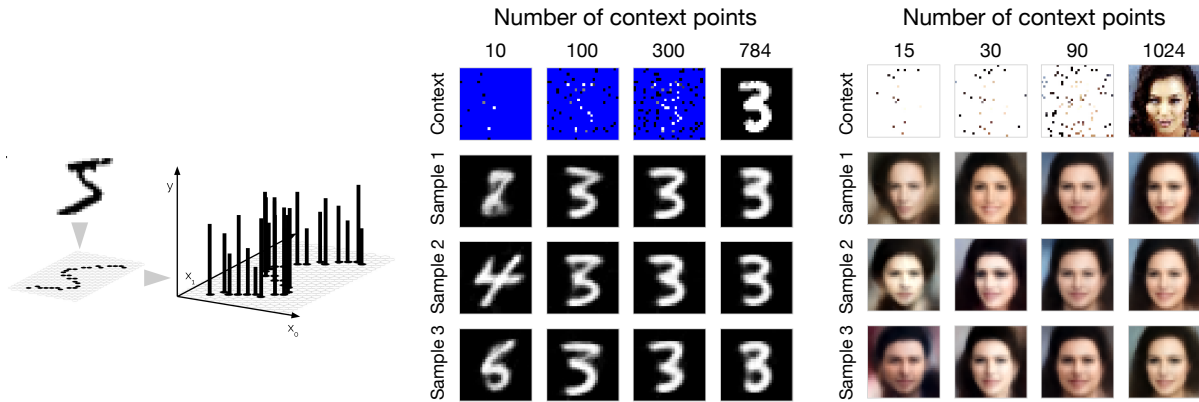 y
x₁
x₀
Number of context points
10 100 300 784
Context
Sample 1
Sample 2
Sample 3
Number of context points
15 30 90 1024
Context
Sample 1
Sample 2
Sample 3